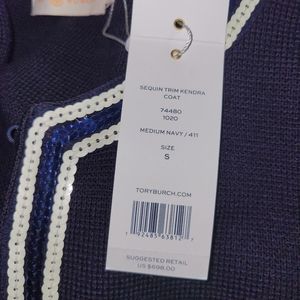 SEQUIN TRIM KENDRA
COAT
74480
1020
MEDIUM NAVY / 411
SIZE
S
TORYBURCH.COM
SUGGESTED RETAIL
US $698.00